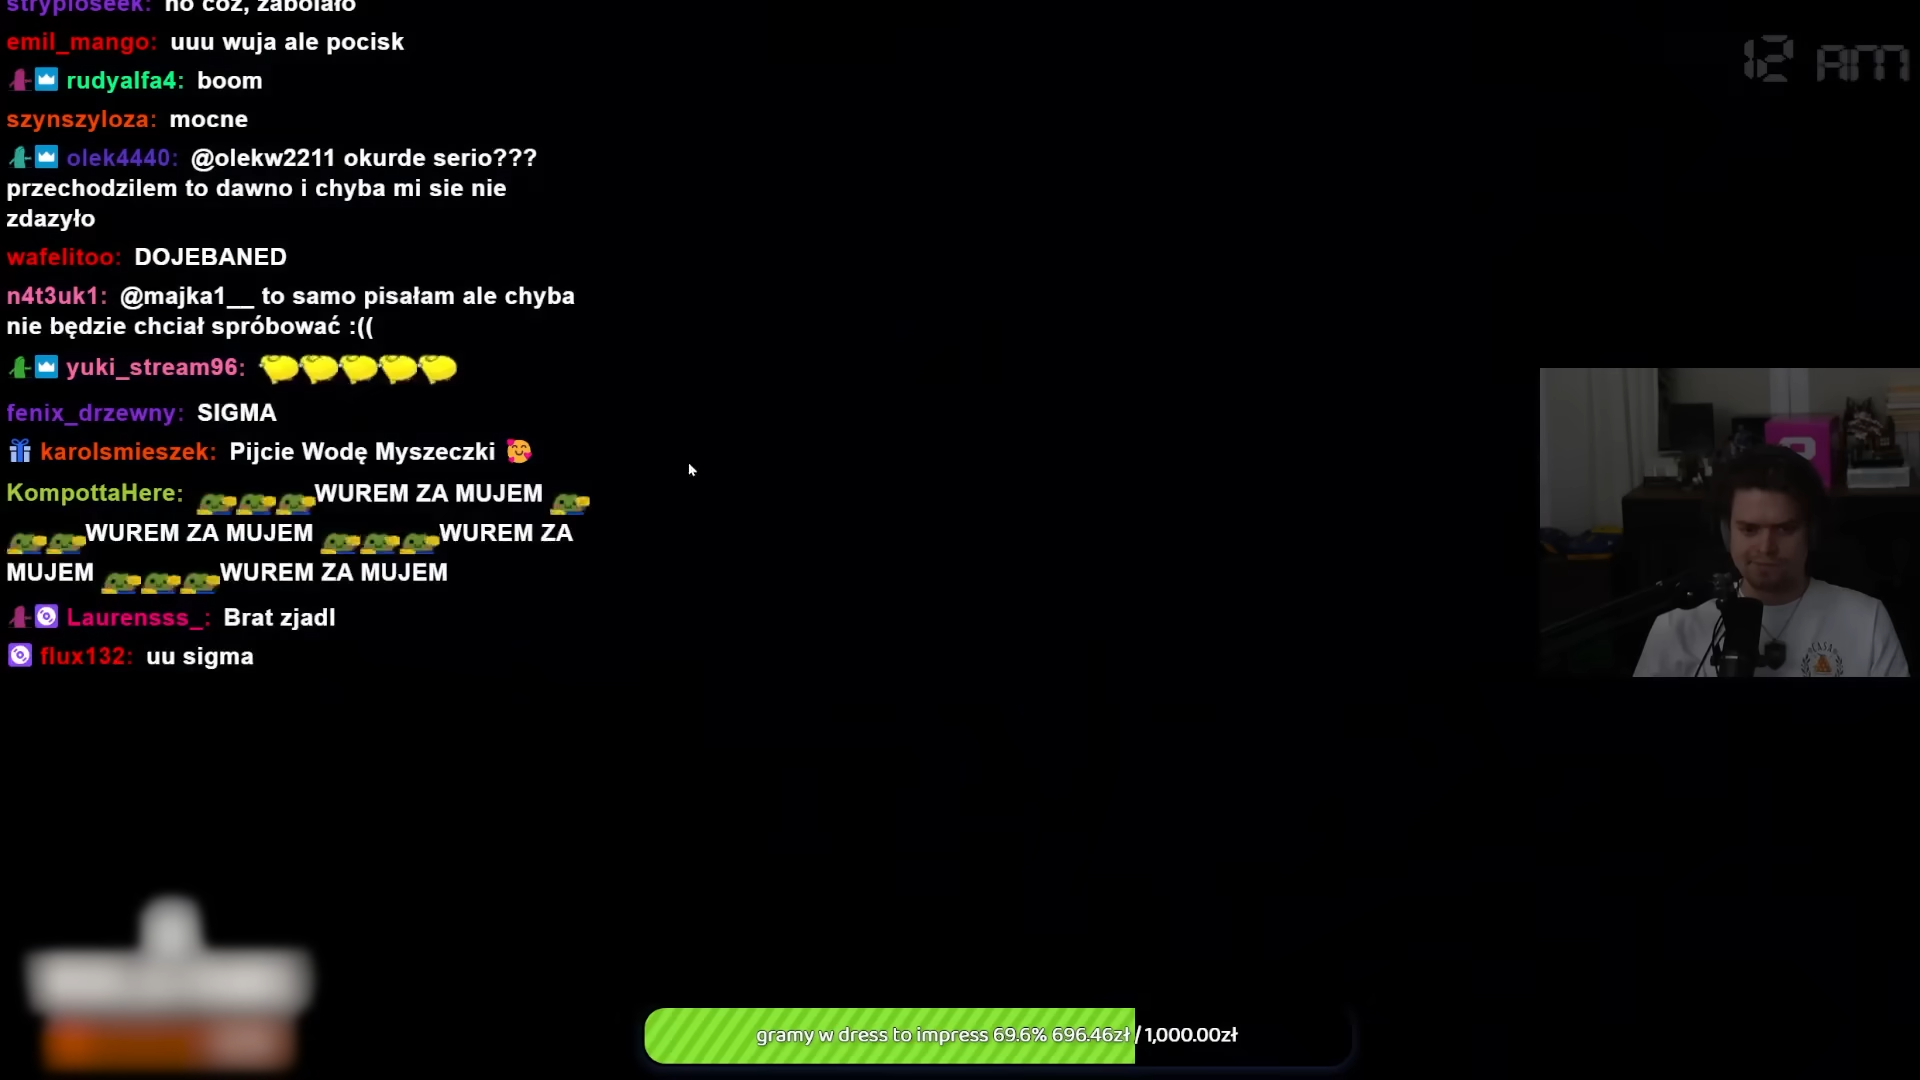 stryploseek: no cóż, zabolało
emil_mango: uuu wuja ale pocisk
rudyalfa4: boom
szynszyloza: mocne
olek4440: @olekw2211 okurde serio???
przechodzilem to dawno i chyba mi sie nie
zdazyło
wafelitoo: DOJEBANED
n4t3uk1: @majka1__ to samo pisałam ale chyba
nie będzie chciał spróbować :((
yuki_stream96:
fenix_drzewny: SIGMA
karolsmieszek: Pijcie Wodę Myszeczki
KompottaHere: WUREM ZA MUJEM
WUREM ZA MUJEM WUREM ZA
MUJEM WUREM ZA MUJEM
Laurensss_: Brat zjadl
flux132: uu sigma
12 AM
gramy w dress to impress 69.6% 696.46zł / 1,000.00zł